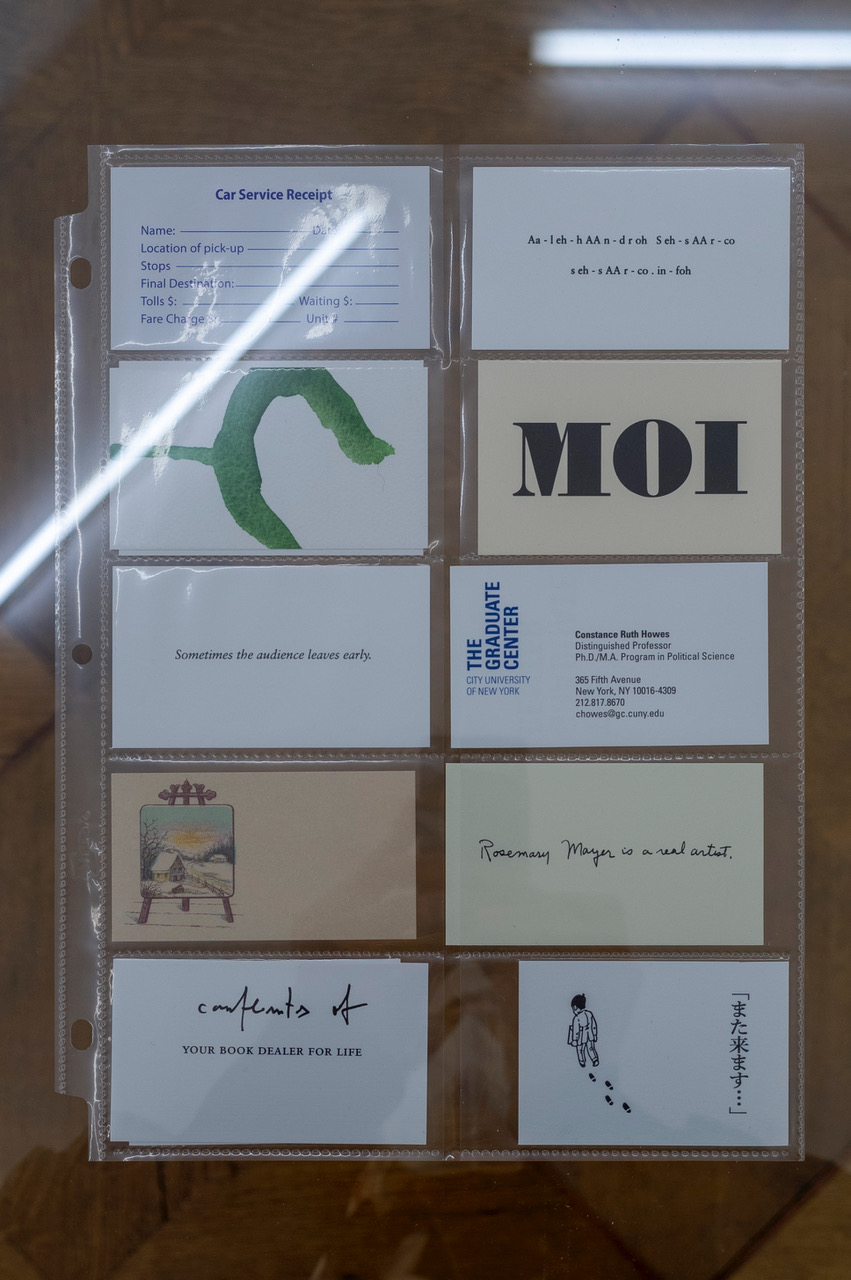 Car Service Receipt
Name: Date
Location of pick-up
Stops
Final Destination:
Tolls $: Waiting $:
Fare Charge $: Unit #
Aa - l eh - h AA n - d r oh S eh - s AA r - co
s eh - s AA r - co . in - foh
MOI
Sometimes the audience leaves early.
THE
GRADUATE
CENTER
CITY UNIVERSITY
OF NEW YORK
Constance Ruth Howes
Distinguished Professor
Ph.D./M.A. Program in Political Science
365 Fifth Avenue
New York, NY 10016-4309
212.817.8670
chowes@gc.cuny.edu
Rosemary Mayer is a real artist.
of
YOUR BOOK DEALER FOR LIFE
「また来ます…」